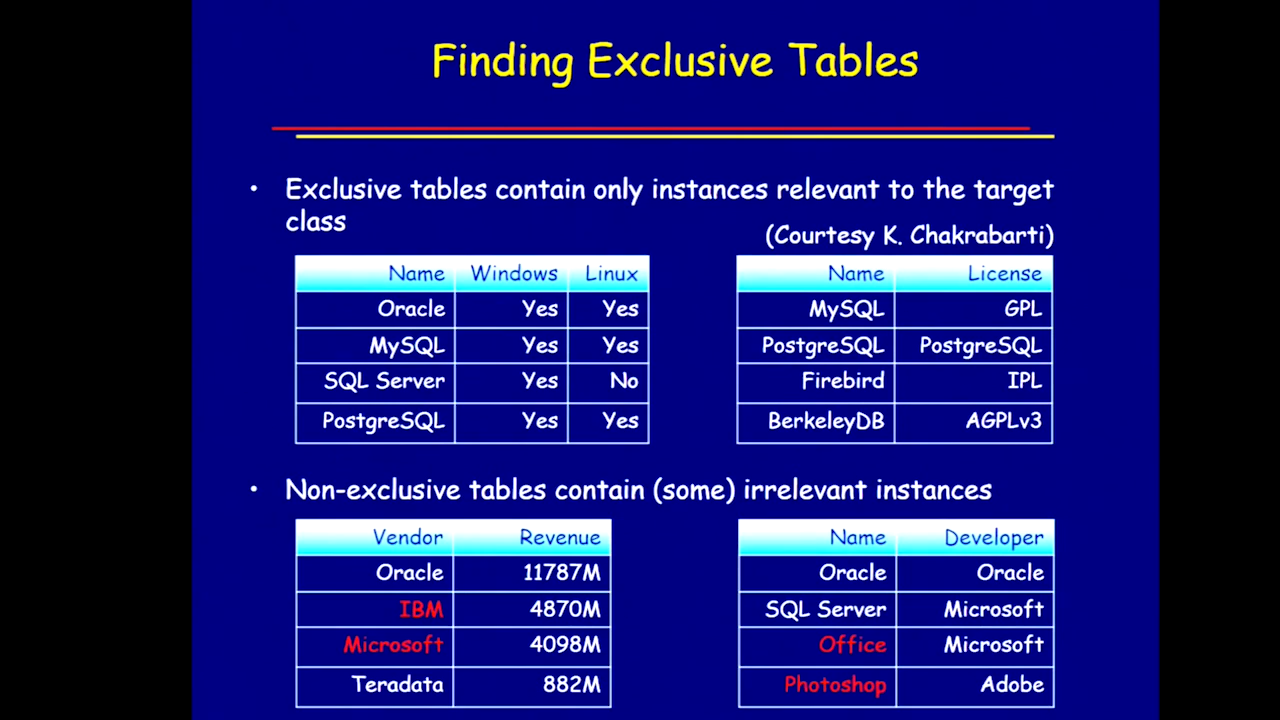 Finding Exclusive Tables
• Exclusive tables contain only instances relevant to the target
class
(Courtesy K. Chakrabarti)
Name Windows Linux
Oracle Yes Yes
MySQL Yes Yes
SQL Server Yes No
PostgreSQL Yes Yes
Name License
MySQL GPL
PostgreSQL PostgreSQL
Firebird IPL
BerkeleyDB AGPLv3
• Non-exclusive tables contain (some) irrelevant instances
Vendor Revenue
Oracle 11787M
IBM 4870M
Microsoft 4098M
Teradata 882M
Name Developer
Oracle Oracle
SQL Server Microsoft
Office Microsoft
Photoshop Adobe